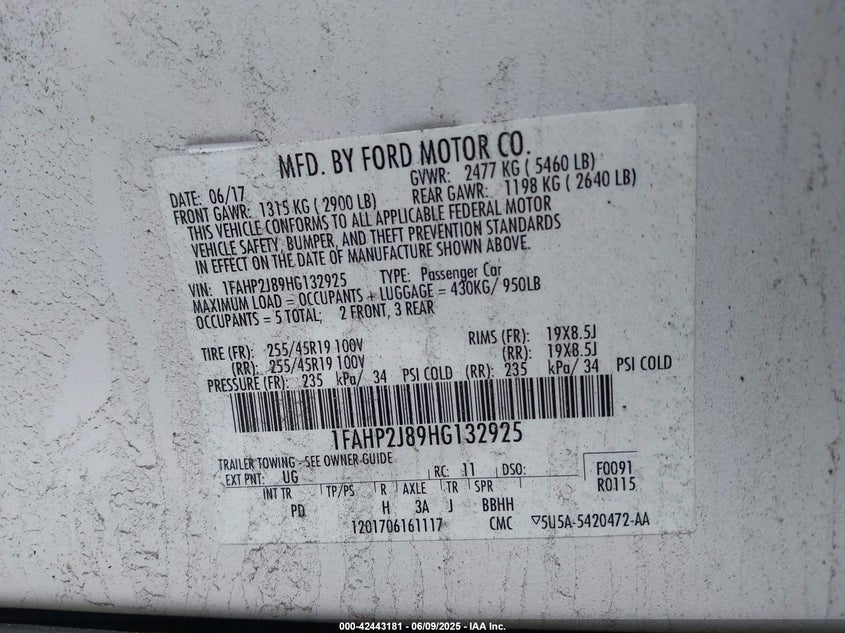 MFD. BY FORD MOTOR CO.
DATE: 06/17 GVWR: 2477 KG ( 5460 LB)
FRONT GAWR: 1315 KG ( 2900 LB) REAR GAWR: 1198 KG ( 2640 LB)
THIS VEHICLE CONFORMS TO ALL APPLICABLE FEDERAL MOTOR
VEHICLE SAFETY, BUMPER, AND THEFT PREVENTION STANDARDS
IN EFFECT ON THE DATE OF MANUFACTURE SHOWN ABOVE.
VIN: 1FAHP2J89HG132925 TYPE: Passenger Car
MAXIMUM LOAD = OCCUPANTS + LUGGAGE = 430KG/ 950LB
OCCUPANTS = 5 TOTAL; 2 FRONT, 3 REAR
TIRE (FR): 255/45R19 100V RIMS (FR): 19X8.5J
(RR): 255/45R19 100V (RR): 19X8.5J
PRESSURE (FR): 235 kPa/ 34 PSI COLD (RR): 235 kPa/ 34 PSI COLD
1FAHP2J89HG132925
TRAILER TOWING - SEE OWNER GUIDE
EXT PNT: UG RC: 11 DSO: F0091
R0115
INT TR TP/PS R AXLE TR SPR
PD H 3A J BBHH
1201706161117 CMC ▽5U5A-5420472-AA
000-42443181 - 06/09/2025 - IAA Inc.